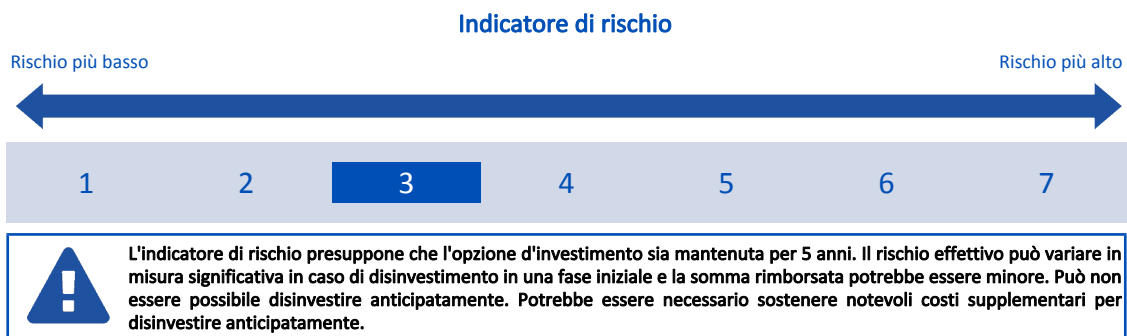 Indicatore di rischio
Rischio più basso
Rischio più alto
1 2 3 4 5 6 7
L'indicatore di rischio presuppone che l'opzione d'investimento sia mantenuta per 5 anni. Il rischio effettivo può variare in
misura significativa in caso di disinvestimento in una fase iniziale e la somma rimborsata potrebbe essere minore. Può non
essere possibile disinvestire anticipatamente. Potrebbe essere necessario sostenere notevoli costi supplementari per
disinvestire anticipatamente.